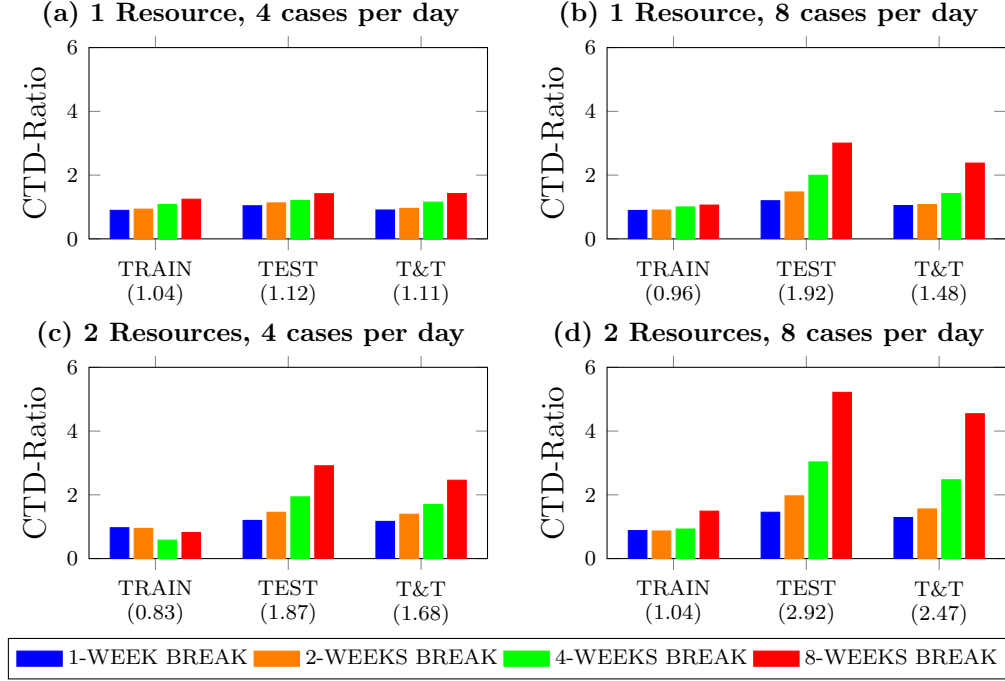 (a) 1 Resource, 4 cases per day
6
4
2
0
CTD-Ratio
TRAIN TEST T&T
(1.04) (1.12) (1.11)
(b) 1 Resource, 8 cases per day
6
4
2
0
CTD-Ratio
TRAIN TEST T&T
(0.96) (1.92) (1.48)
(c) 2 Resources, 4 cases per day
6
4
2
0
CTD-Ratio
TRAIN TEST T&T
(0.83) (1.87) (1.68)
(d) 2 Resources, 8 cases per day
6
4
2
0
CTD-Ratio
TRAIN TEST T&T
(1.04) (2.92) (2.47)
1-WEEK BREAK 2-WEEKS BREAK 4-WEEKS BREAK 8-WEEKS BREAK